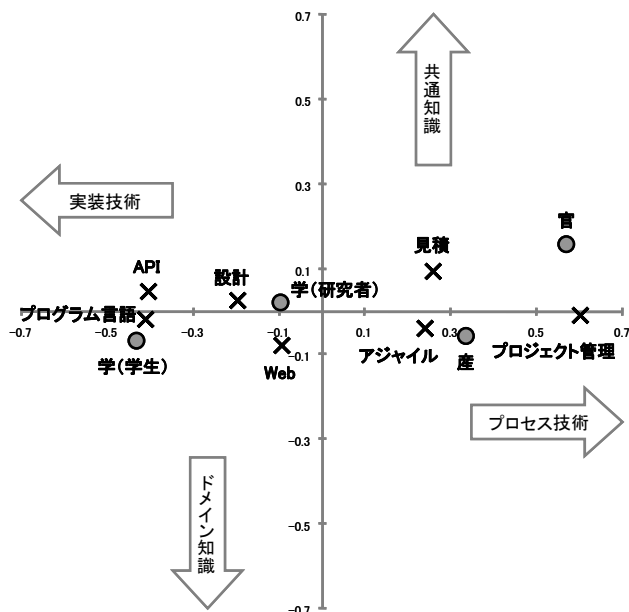 0.7
共通知識
0.5
0.3
実装技術
官
見積
API
設計
0.1
学(研究者)
プログラム言語
-0.7
-0.5
-0.3
-0.1
0.1
0.3
0.5
0.7
学(学生)
Web
-0.1
アジャイル
産
プロジェクト管理
プロセス技術
-0.3
ドメイン知識
-0.5
-0.7